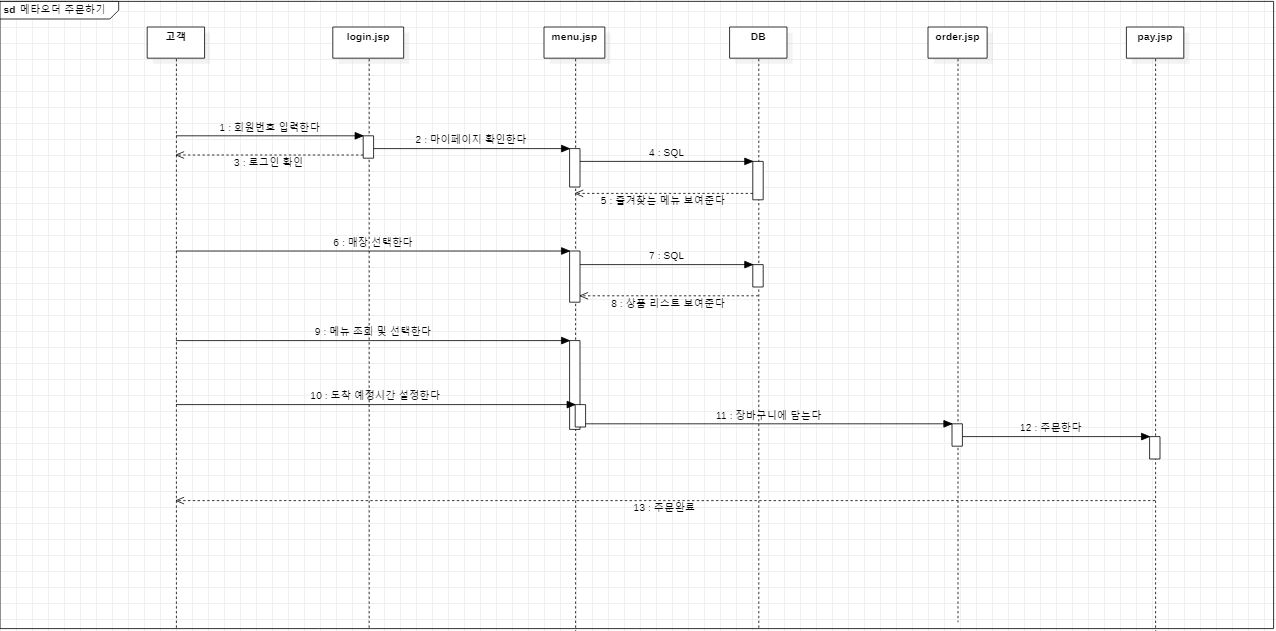 sd 메타오더 주문하기
고객
login.jsp
menu.jsp
DB
order.jsp
pay.jsp
1 : 회원번호 입력한다
2 : 마이페이지 확인한다
3 : 로그인 확인
4 : SQL
5 : 즐겨찾는 메뉴 보여준다
6 : 매장 선택한다
7 : SQL
8 : 상품 리스트 보여준다
9 : 메뉴 조회 및 선택한다
10 : 도착 예정시간 설정한다
11 : 장바구니에 담는다
12 : 주문한다
13 : 주문완료